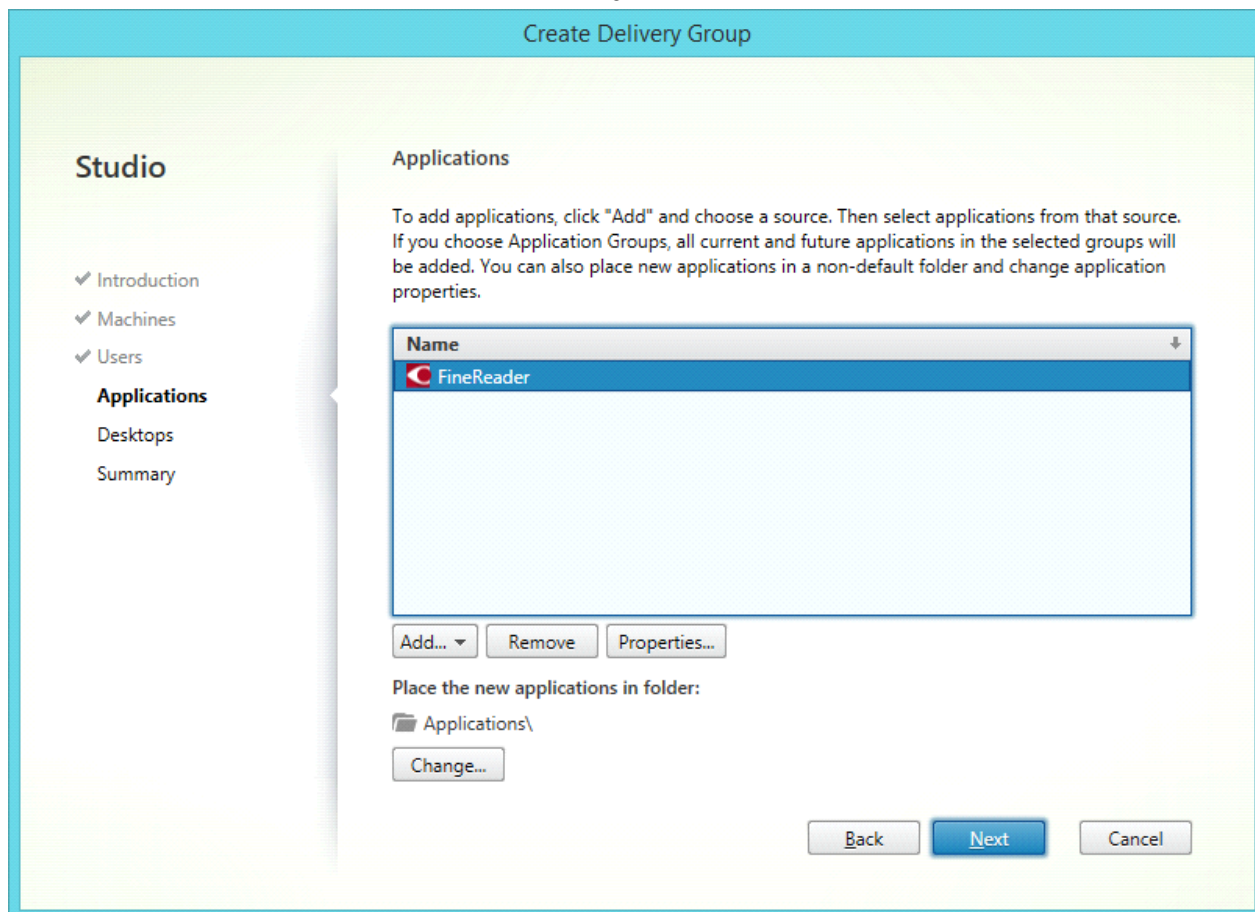 Create Delivery Group
Studio
Introduction
Machines
Users
Applications
Desktops
Summary
Applications
To add applications, click "Add" and choose a source. Then select applications from that source.
If you choose Application Groups, all current and future applications in the selected groups will
be added. You can also place new applications in a non-default folder and change application
properties.
Name
FineReader
Add...
Remove
Properties...
Place the new applications in folder:
Applications\
Change...
Back
Next
Cancel